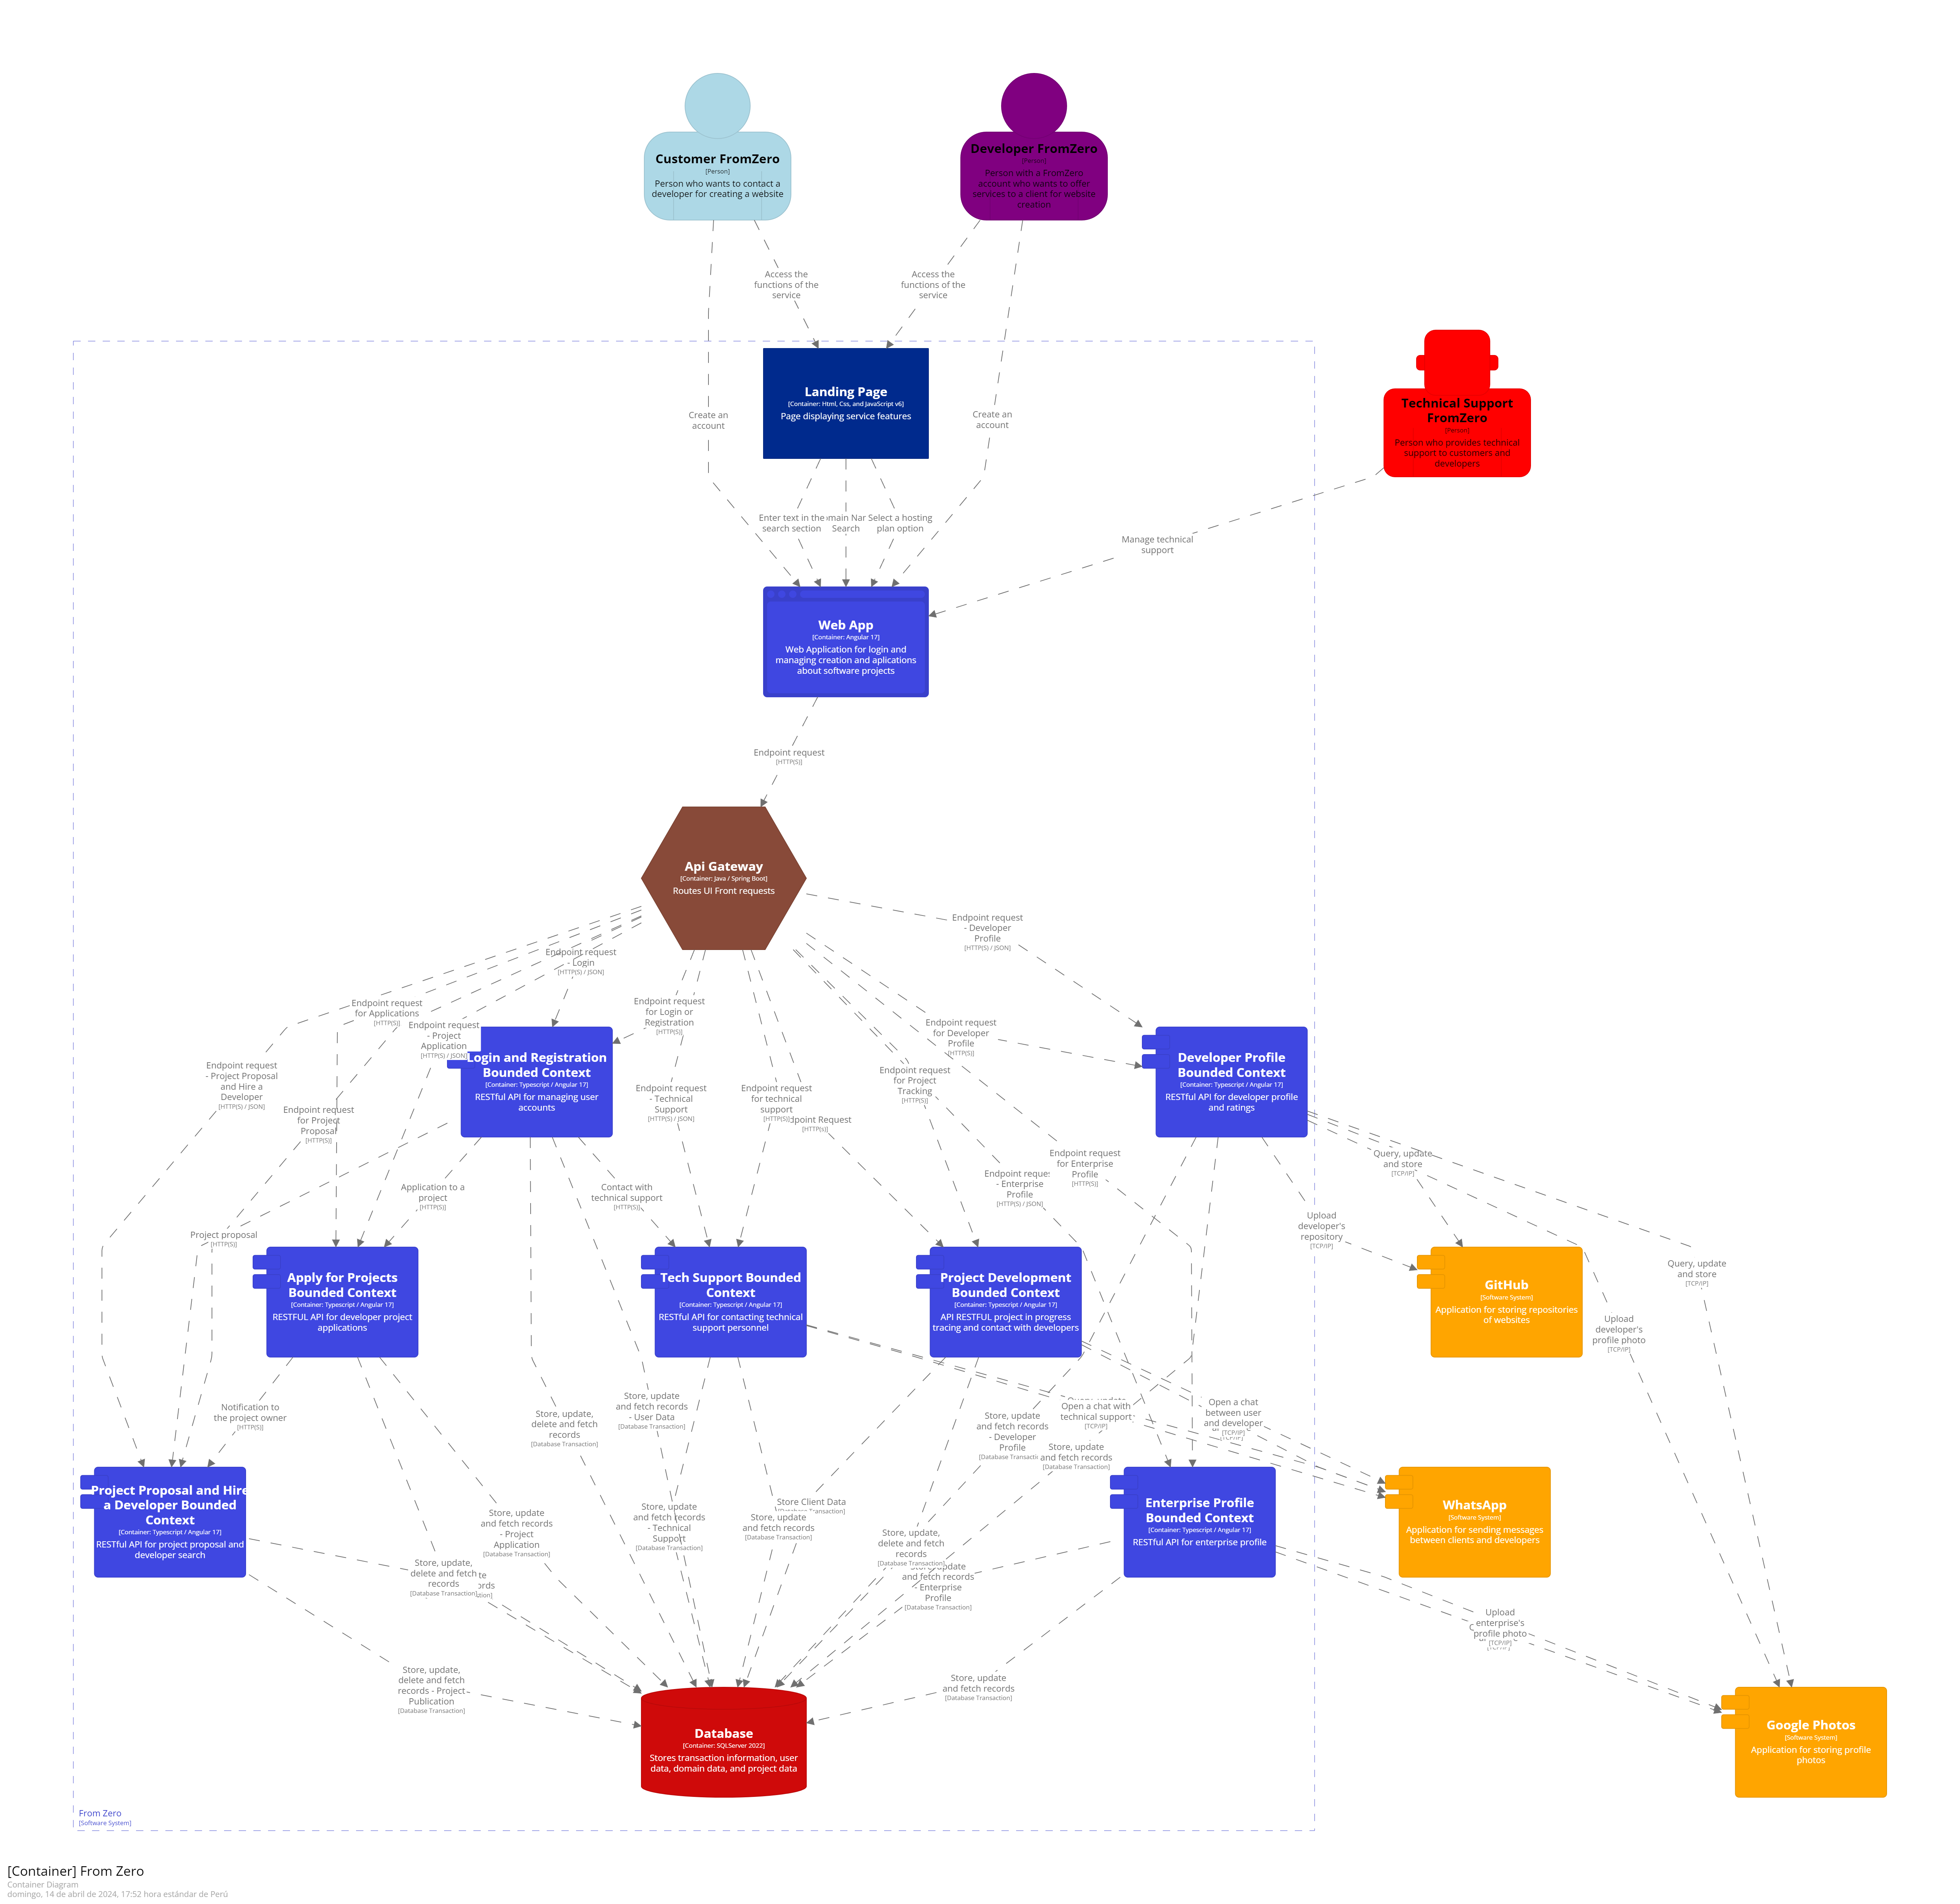 Customer FromZero
[Person]
Person who wants to contact a
developer for creating a website
Developer FromZero
[Person]
Person with a FromZero
account who wants to offer
services to a client for website
creation
Access the
functions of the
service
Access the
functions of the
service
Create an
account
Landing Page
[Container: Html, Css, and JavaScript v6]
Page displaying service features
Create an
account
Technical Support
FromZero
[Person]
Person who provides technical
support to customers and
developers
Enter text in the
search section
Search
Select a hosting
plan option
Manage technical
support
Web App
[Container: Angular 17]
Web Application for login and
managing creation and aplications
about software projects
Endpoint request
[HTTP(S)]
Api Gateway
[Container: Java / Spring Boot]
Routes UI Front requests
Endpoint request
- Developer
Profile
[HTTP(S) / JSON]
Endpoint request
- Login
[HTTP(S) / JSON]
Endpoint request
for Applications
[HTTP(S)]
Endpoint request
for Login or
Registration
[HTTP(S)]
Endpoint request
- Project
Application
[HTTP(S) / JSON]
Endpoint request
for Developer
Profile
[HTTP(S)]
Login and Registration
Bounded Context
[Container: Typescript / Angular 17]
RESTful API for managing user
accounts
Developer Profile
Bounded Context
[Container: Typescript / Angular 17]
RESTful API for developer profile
and ratings
Endpoint request
- Project Proposal
and Hire a
Developer
[HTTP(S) / JSON]
Endpoint request
for Project
Proposal
[HTTP(S)]
Endpoint request
- Technical
Support
[HTTP(S) / JSON]
Endpoint request
for technical
support
[HTTP(S)]
Request
[HTTP(s)]
Endpoint request
for Project
Tracking
[HTTP(S)]
Endpoint request
for Enterprise
Profile
[HTTP(S)]
Endpoint
- Enterprise
Profile
[HTTP(S) / JSON]
Query, update
and store
[TCP/IP]
Application to a
project
[HTTP(S)]
Contact with
technical support
[HTTP(S)]
Upload
developer's
repository
[TCP/IP]
Project proposal
[HTTP(S)]
Query, update
and store
[TCP/IP]
Apply for Projects
Bounded Context
[Container: Typescript / Angular 17]
RESTFUL API for developer project
applications
Tech Support Bounded
Context
[Container: Typescript / Angular 17]
RESTful API for contacting technical
support personnel
Project Development
Bounded Context
[Container: Typescript / Angular 17]
API RESTFUL project in progress
tracing and contact with developers
GitHub
[Software System]
Application for storing repositories
of websites
Upload
developer's
profile photo
[TCP/IP]
Notification to
the project owner
[HTTP(S)]
Store, update,
delete and fetch
records
[Database Transaction]
Store, update
and fetch records
- User Data
[Database Transaction]
Open a chat with
technical support
[TCP/IP]
Open a chat
between user
and developer
[TCP/IP]
Store, update
and fetch records
- Developer
Profile
[Database
Store, update
and fetch records
[Database Transaction]
Project Proposal and Hire
a Developer Bounded
Context
[Container: Typescript / Angular 17]
RESTful API for project proposal and
developer search
Enterprise Profile
Bounded Context
[Container: Typescript / Angular 17]
RESTful API for enterprise profile
WhatsApp
[Software System]
Application for sending messages
between clients and developers
Store, update
and fetch records
- Project
Application
[Database Transaction]
Store, update
and fetch records
- Technical
Support
[Database Transaction]
Store Client Data
Store, update
and fetch records
[Database Transaction]
Store, update,
delete and fetch
records
[Database Transaction]
and fetch records
- Enterprise
Profile
[Database Transaction]
Store, update,
delete and fetch
records
[Database Transaction]
Upload
enterprise's
profile photo
[TCP/IP]
Store, update,
delete and fetch
records - Project
Publication
[Database Transaction]
Store, update
and fetch records
[Database Transaction]
Database
[Container: SQLServer 2022]
Stores transaction information, user
data, domain data, and project data
Google Photos
[Software System]
Application for storing profile
photos
From Zero
[Software System]
[Container] From Zero
Container Diagram
domingo, 14 de abril de 2024, 17:52 hora estándar de Perú